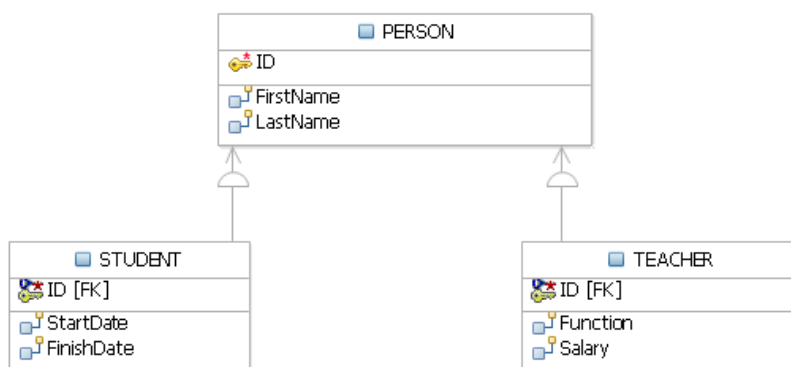 PERSON
ID
FirstName
LastName
STUDENT
ID [FK]
StartDate
FinishDate
TEACHER
ID [FK]
Function
Salary